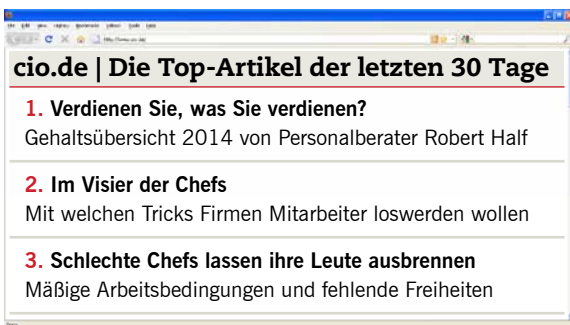 cio.de | Die Top-Artikel der letzten 30 Tage
1. Verdienen Sie, was Sie verdienen?
Gehaltsübersicht 2014 von Personalberater Robert Half
2. Im Visier der Chefs
Mit welchen Tricks Firmen Mitarbeiter loswerden wollen
3. Schlechte Chefs lassen ihre Leute ausbrennen
Mäßige Arbeitsbedingungen und fehlende Freiheiten